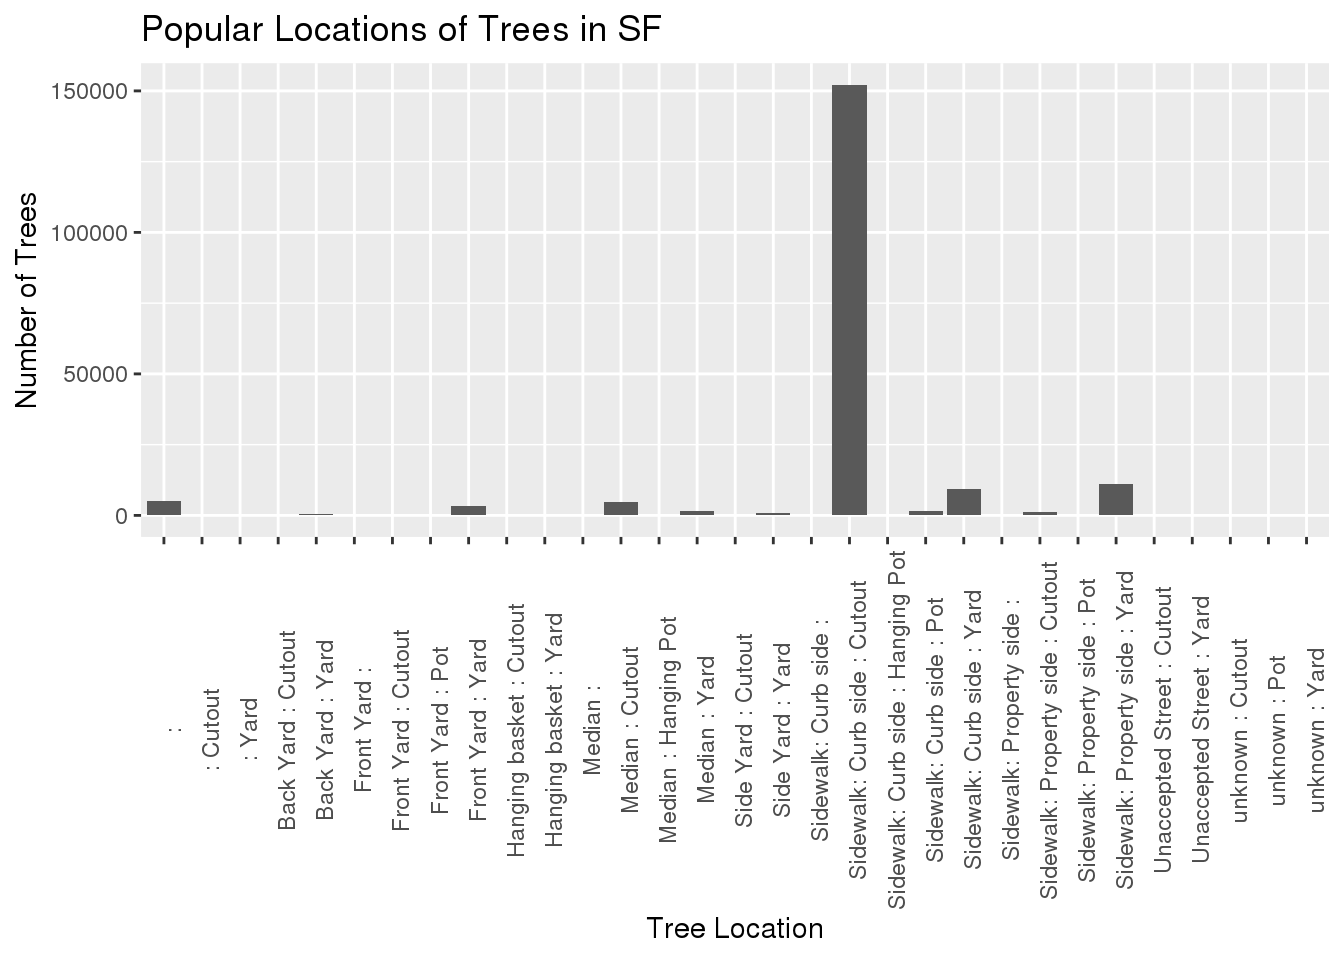 Popular Locations of Trees in SF
150000
100000
50000
0
Number of Trees
:
: Cutout
: Yard
Back Yard : Cutout
Back Yard : Yard
Front Yard :
Front Yard : Cutout
Front Yard : Pot
Front Yard : Yard
Hanging basket : Cutout
Hanging basket : Yard
Median :
Median : Cutout
Median : Hanging Pot
Median : Yard
Side Yard : Cutout
Side Yard : Yard
Sidewalk: Curb side :
Sidewalk: Curb side : Cutout
Sidewalk: Curb side : Hanging Pot
Sidewalk: Curb side : Pot
Sidewalk: Curb side : Yard
Sidewalk: Property side :
Sidewalk: Property side : Cutout
Sidewalk: Property side : Pot
Sidewalk: Property side : Yard
Unaccepted Street : Cutout
Unaccepted Street : Yard
unknown : Cutout
unknown : Pot
unknown : Yard
Tree Location